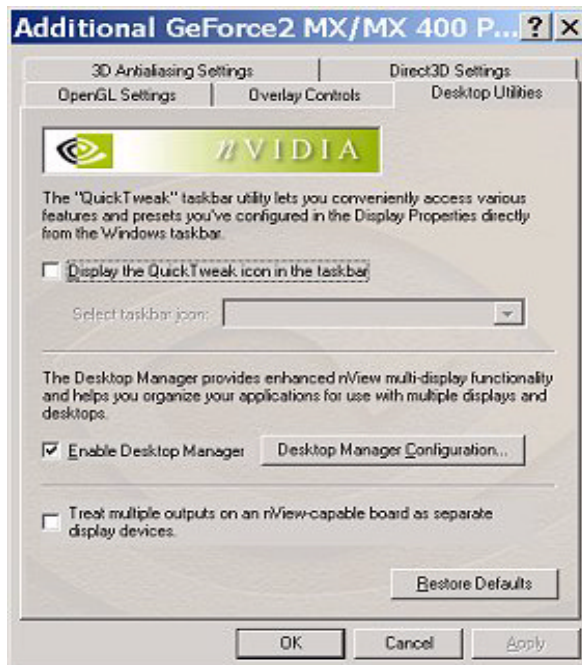 Additional GeForce2 MX/MX 400 P...
3D Antialiasing Settings
Direct3D Settings
OpenGL Settings
Overlay Controls
Desktop Utilities
nVIDIA
The "QuickTweak" taskbar utility lets you conveniently access various
features and presets you've configured in the Display Properties directly
from the Windows taskbar.
Display the QuickTweak icon in the taskbar
Select taskbar icon:
The Desktop Manager provides enhanced nView multi-display functionality
and helps you organize your applications for use with multiple displays and
desktops.
Enable Desktop Manager
Desktop Manager Configuration...
Treat multiple outputs on an nView-capable board as separate
display devices.
Restore Defaults
OK
Cancel
Apply